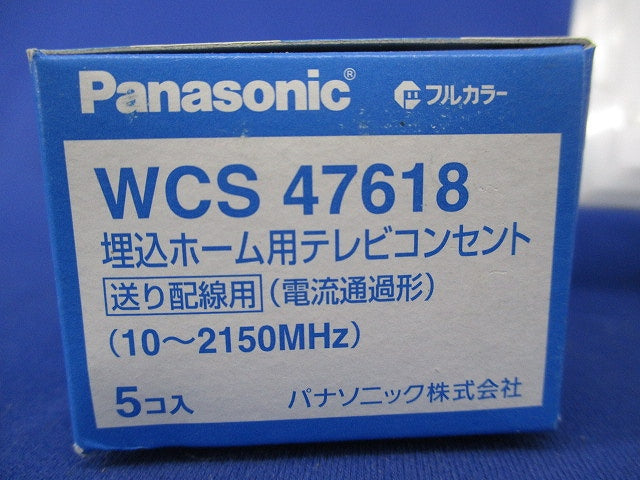 Panasonic® フルカラー
WCS 47618
埋込ホーム用テレビコンセント
送り配線用 (電流通過形)
(10～2150MHz)
5コ入 パナソニック株式会社